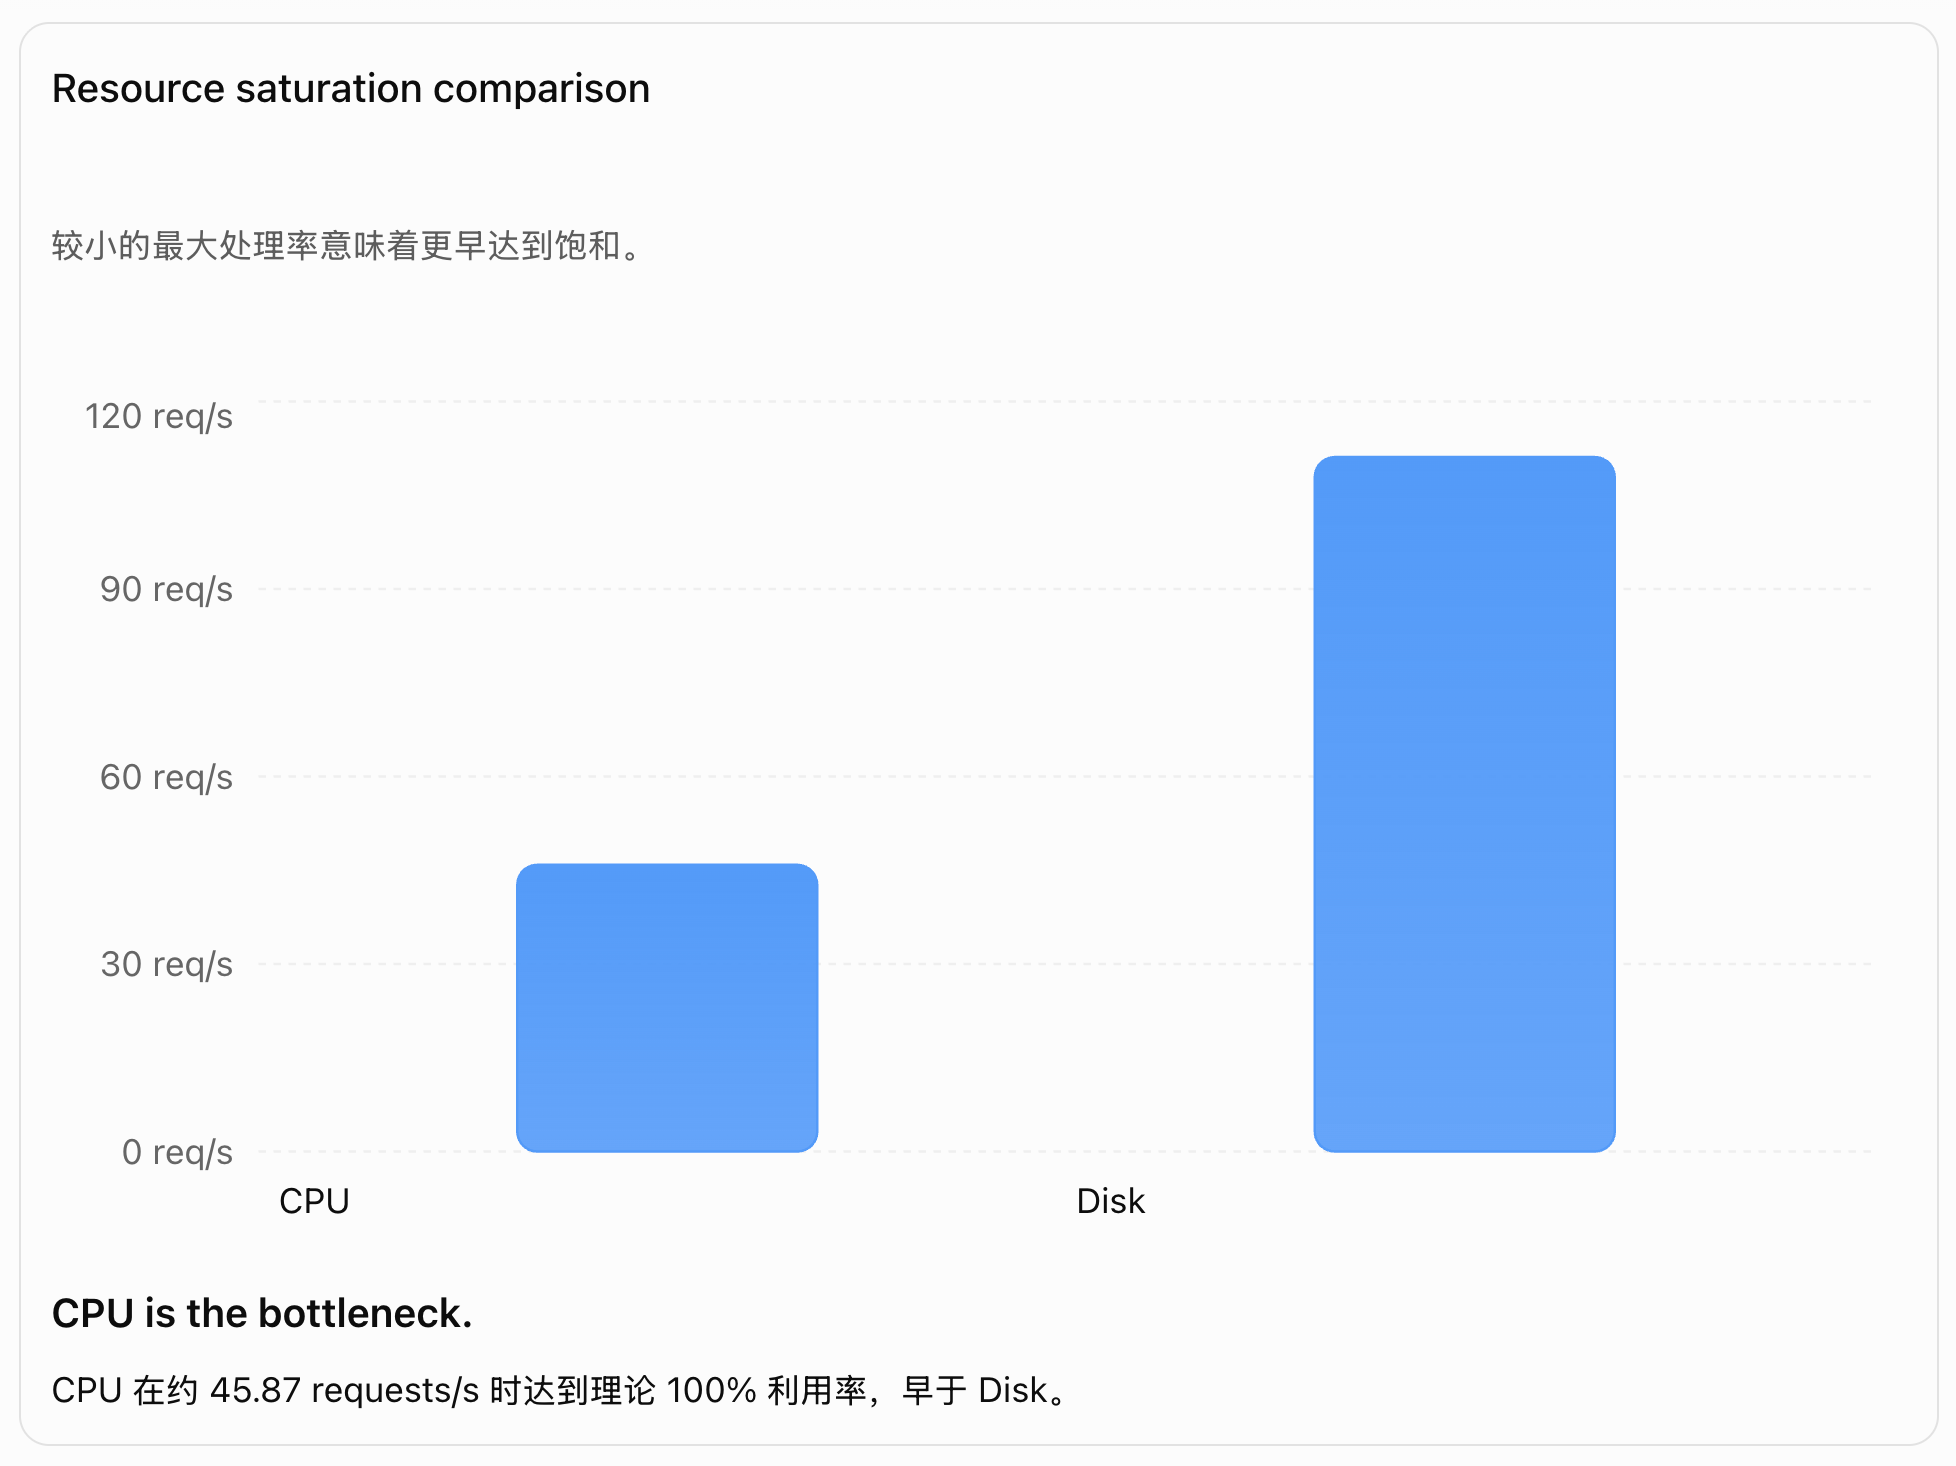 Resource saturation comparison
较小的最大处理率意味着更早达到饱和。
120 req/s
90 req/s
60 req/s
30 req/s
0 req/s
CPU
Disk
CPU is the bottleneck.
CPU 在约 45.87 requests/s 时达到理论 100% 利用率，早于 Disk。